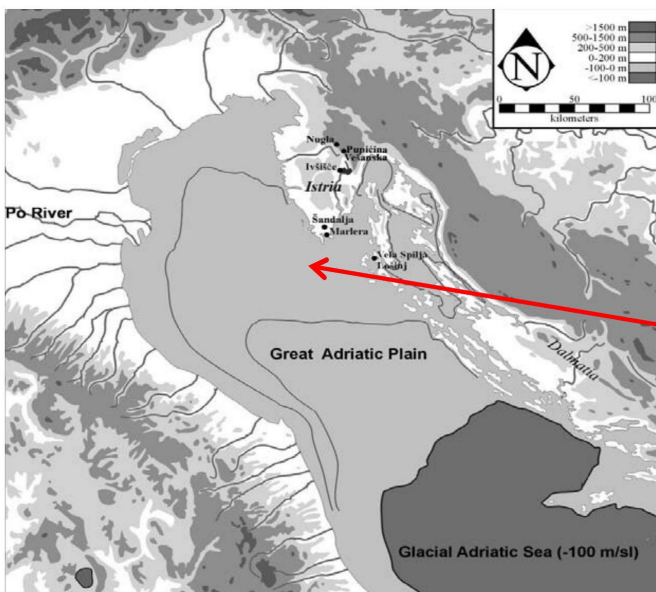 >1500 m
500-1500 m
200-500 m
0-200 m
-100-0 m
<-100 m
N
0 50 100
kilometers
Nugla
Pupićina
Vešanska
Ivšišče
Istria
Po River
Šandalja
Marlera
Vela Spilja
Lošinj
Great Adriatic Plain
Dalmatia
Glacial Adriatic Sea (-100 m/sl)